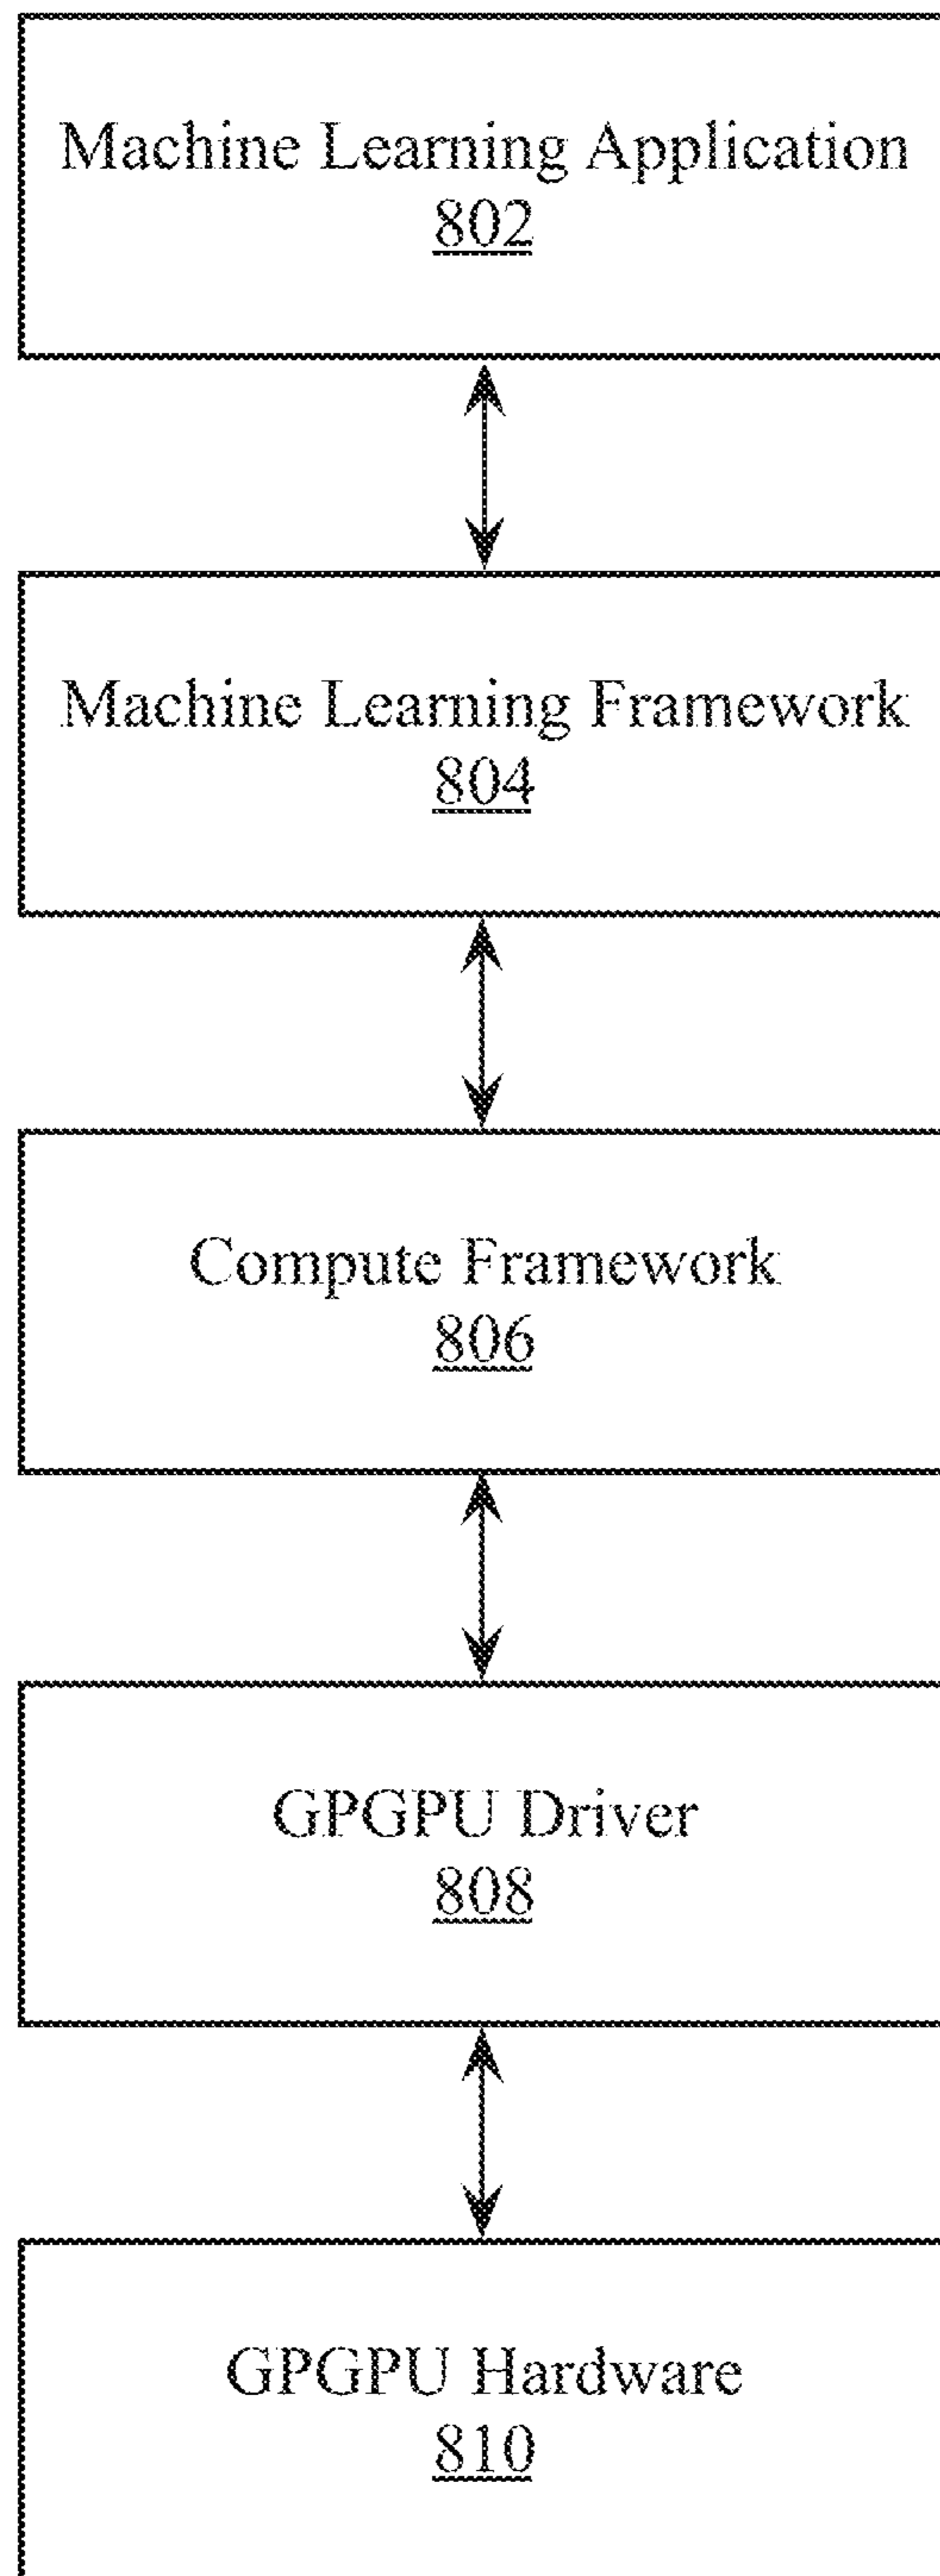 Machine Learning Application
802
Machine Learning Framework
804
Compute Framework
806
GPGPU Driver
808
GPGPU Hardware
810